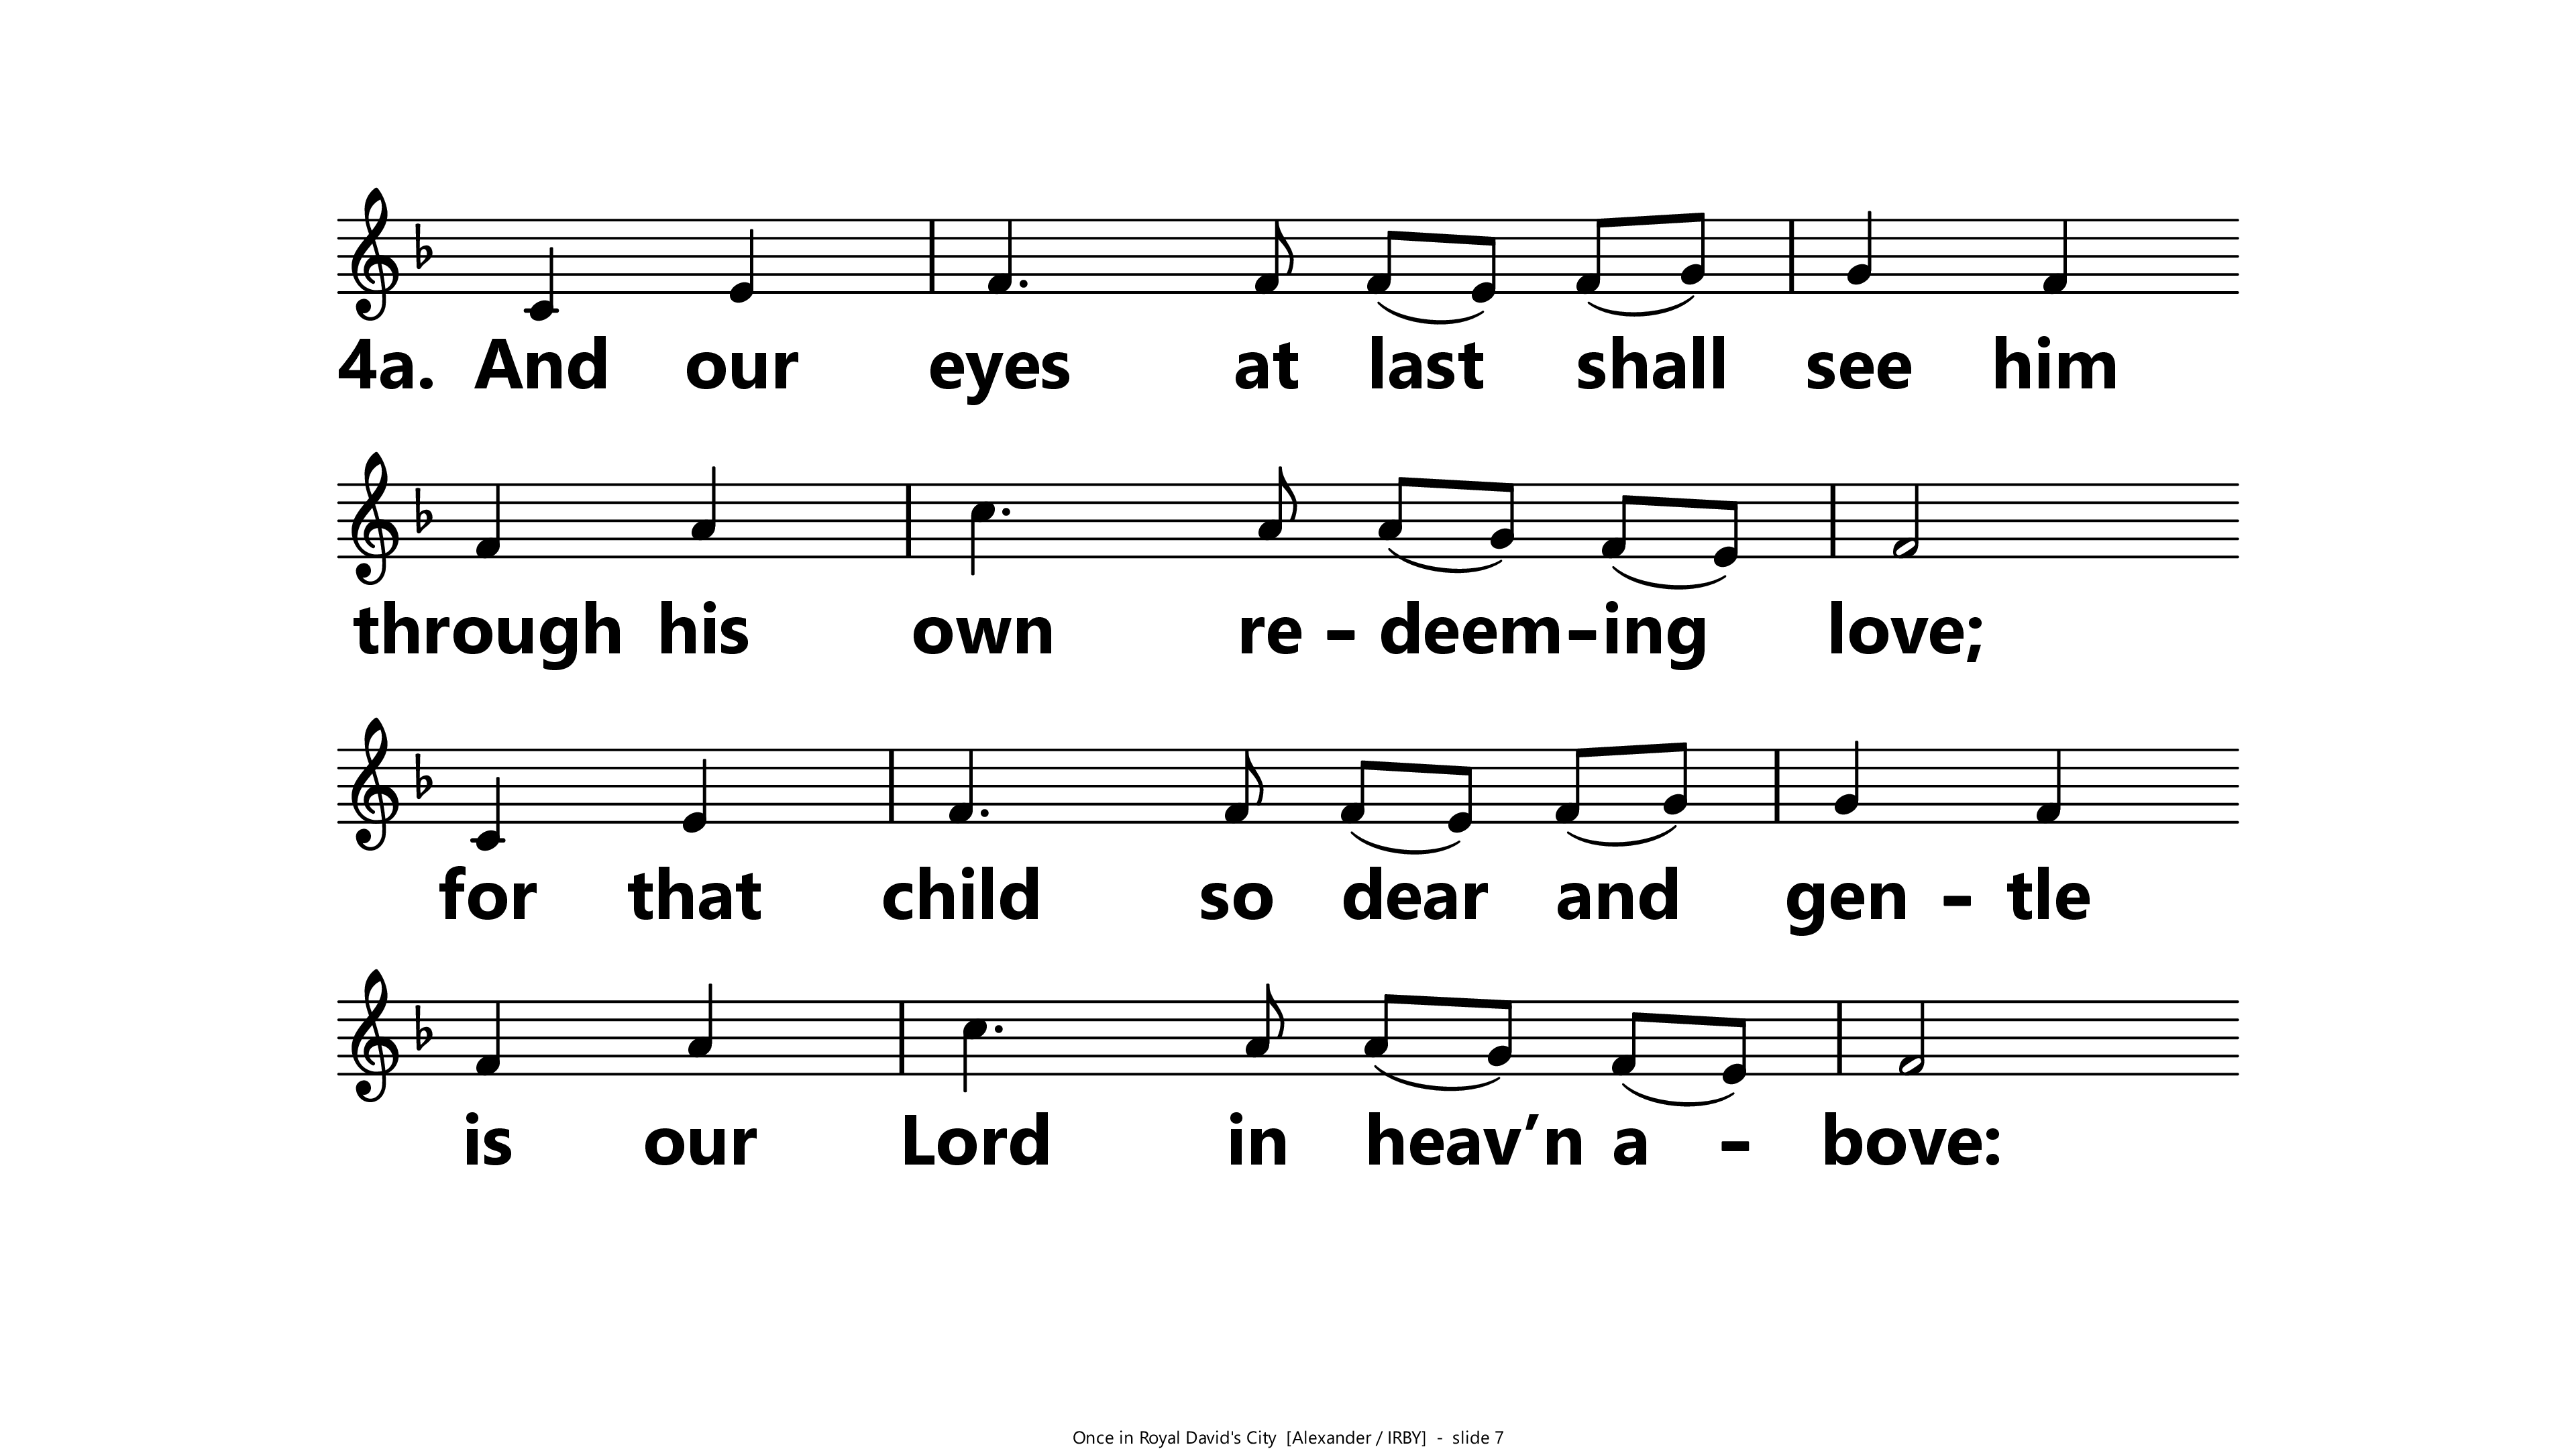 4a. And our eyes at last shall see him
through his own re - deem-ing love;
for that child so dear and gen - tle
is our Lord in heav’n a - bove:
Once in Royal David's City [Alexander / IRBY] - slide 7